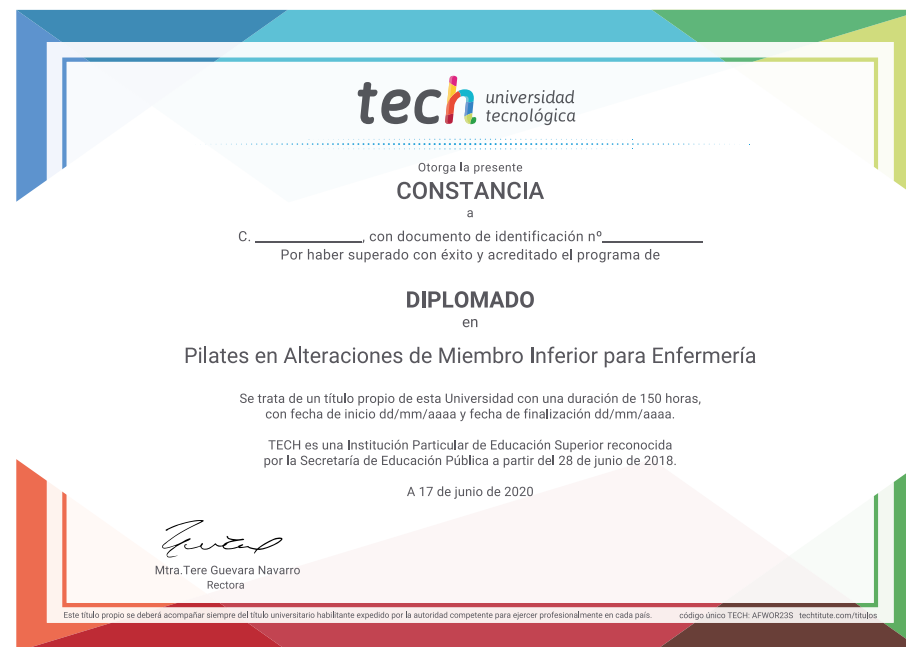 tech universidad
tecnológica
Otorga la presente
CONSTANCIA
a
C. ______________, con documento de identificación nº_____________
Por haber superado con éxito y acreditado el programa de
DIPLOMADO
en
Pilates en Alteraciones de Miembro Inferior para Enfermería
Se trata de un título propio de esta Universidad con una duración de 150 horas,
con fecha de inicio dd/mm/aaaa y fecha de finalización dd/mm/aaaa.
TECH es una Institución Particular de Educación Superior reconocida
por la Secretaría de Educación Pública a partir del 28 de junio de 2018.
A 17 de junio de 2020
Mtra.Tere Guevara Navarro
Rectora
Este título propio se deberá acompañar siempre del título universitario habilitante expedido por la autoridad competente para ejercer profesionalmente en cada país. código único TECH: AFWOR23S techtitute.com/títulos